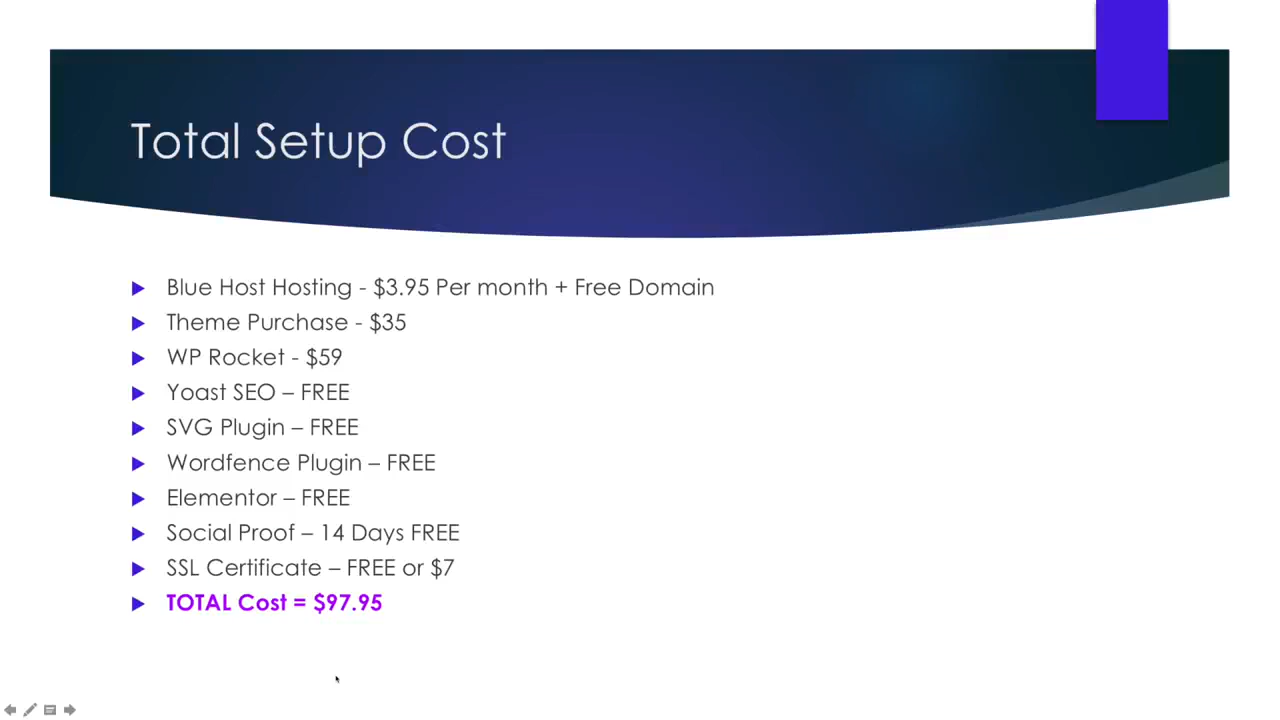 Total Setup Cost
Blue Host Hosting - $3.95 Per month + Free Domain
Theme Purchase - $35
WP Rocket - $59
Yoast SEO – FREE
SVG Plugin – FREE
Wordfence Plugin – FREE
Elementor – FREE
Social Proof – 14 Days FREE
SSL Certificate – FREE or $7
TOTAL Cost = $97.95